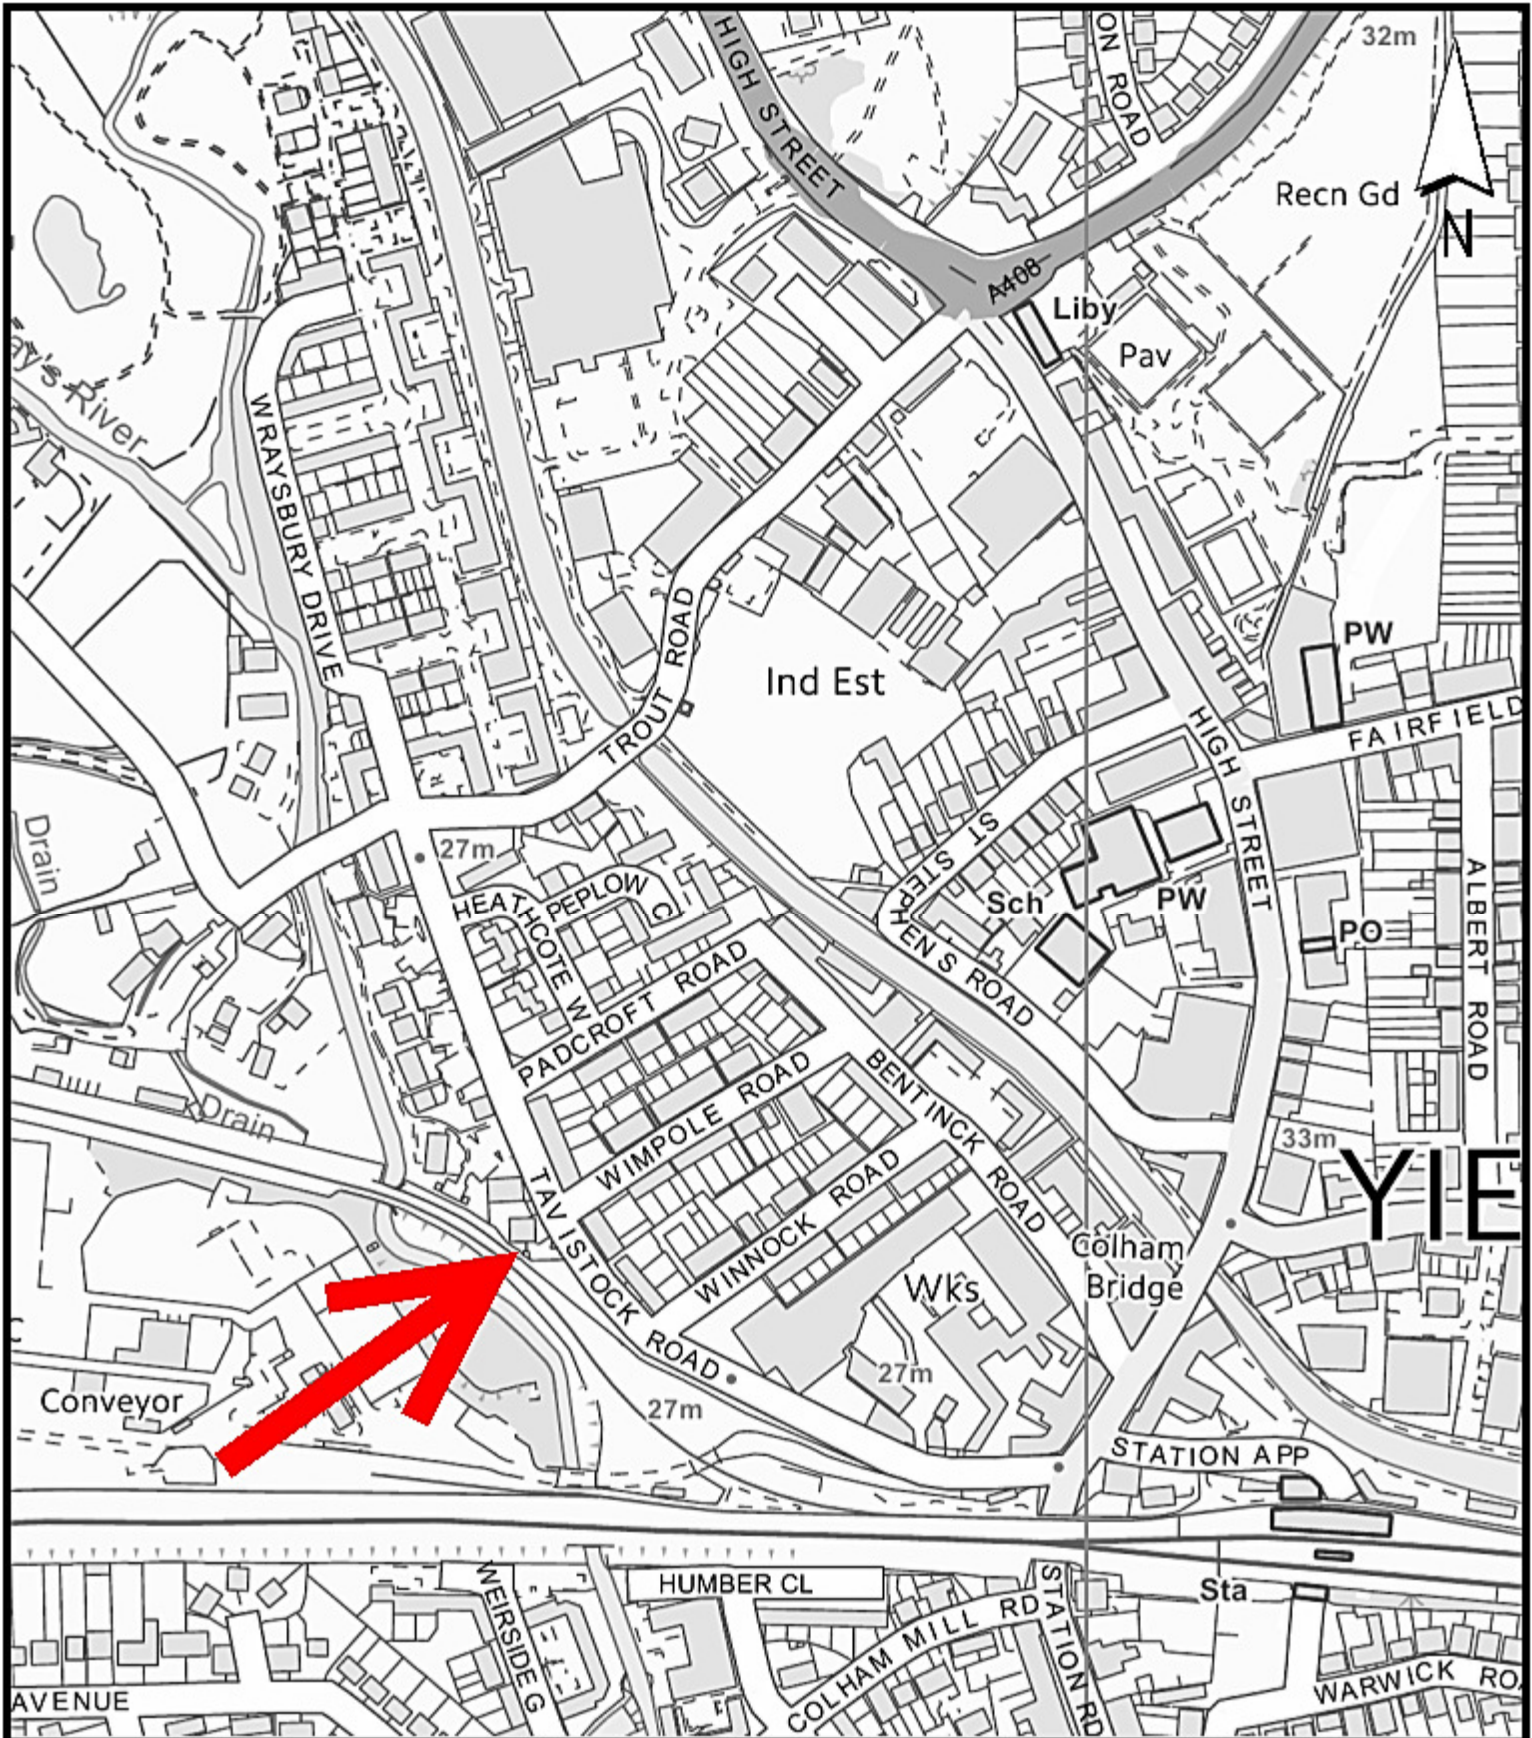 HIGH STREET
ON ROAD
32m
Recn Gd
N
A408
Liby
Pav
ay's River
WRAYSBURY DRIVE
TROUT ROAD
Ind Est
PW
FAIRFIELD
HIGH STREET
Drain
27m
HEATHCOTE W
PEPLOW C
ST STEPHEN'S ROAD
Sch
PW
PO
ALBERT ROAD
PADCROFT ROAD
WIMPOLE ROAD
BENTINCK ROAD
Drain
33m
YIE
TAVISTOCK ROAD
WINNOCK ROAD
Colham
Bridge
Wks
27m
Conveyor
27m
STATION APP
HUMBER CL
WEIRSIDE G
Sta
STATION RD
COLHAM MILL RD
WARWICK RO
AVENUE